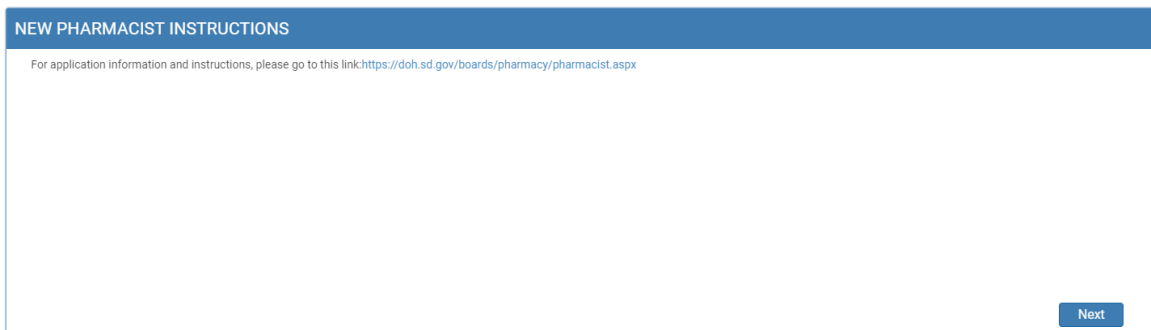 NEW PHARMACIST INSTRUCTIONS
For application information and instructions, please go to this link:https://doh.sd.gov/boards/pharmacy/pharmacist.aspx
Next